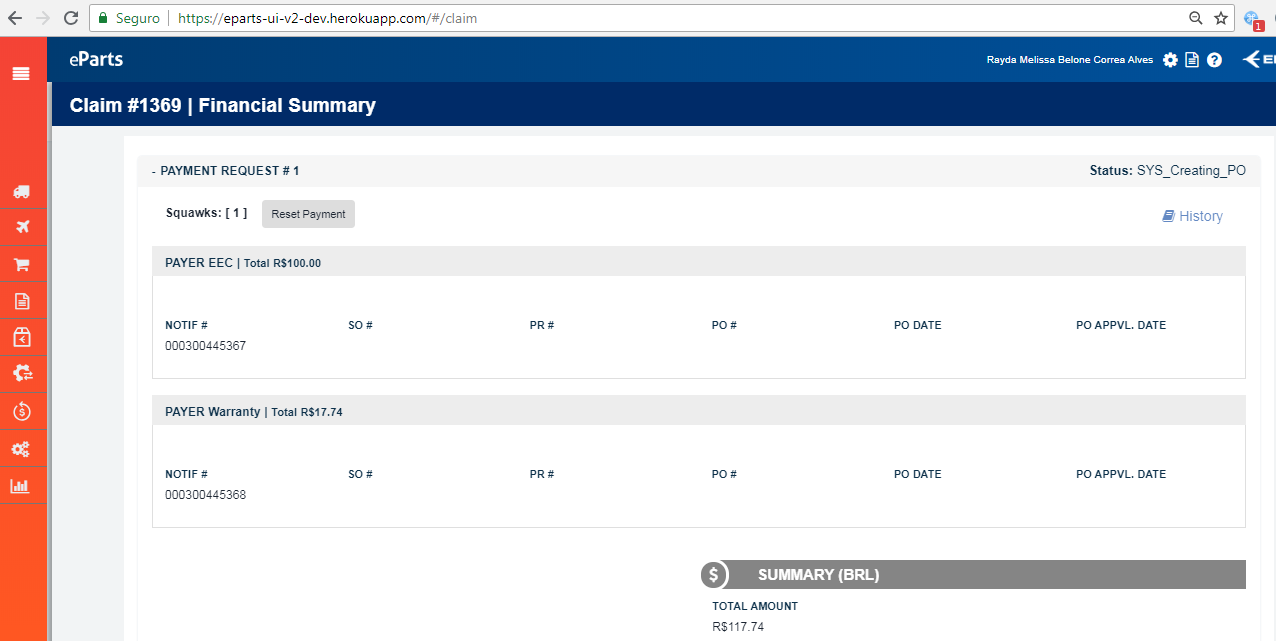 Seguro https://eparts-ui-v2-dev.herokuapp.com/#/claim
1
eParts
Rayda Melissa Belone Correa Alves
Claim #1369 | Financial Summary
- PAYMENT REQUEST # 1 Status: SYS_Creating_PO
Squawks: [ 1 ] Reset Payment History
PAYER EEC | Total R$100.00
NOTIF # SO # PR # PO # PO DATE PO APPVL. DATE
000300445367
PAYER Warranty | Total R$17.74
NOTIF # SO # PR # PO # PO DATE PO APPVL. DATE
000300445368
$ SUMMARY (BRL)
TOTAL AMOUNT
R$117.74